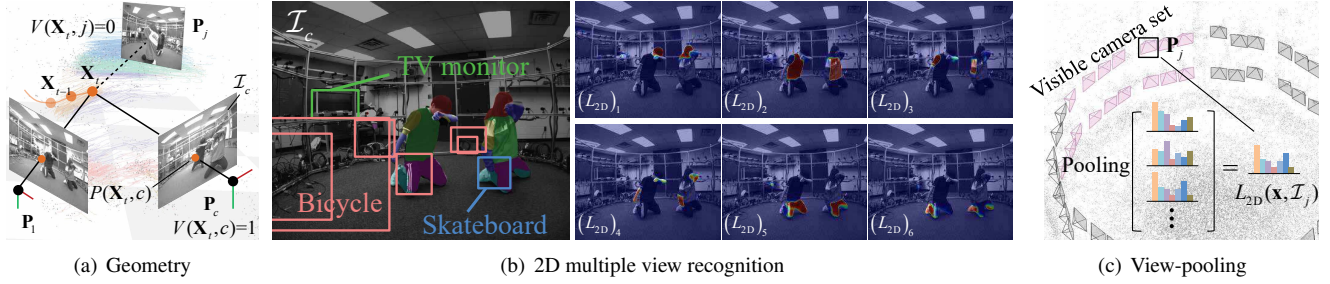 V(X_t, j)=0
P_j
X_t
X_{t−1}
I_c
P(X_t, c)
P_1
P_c
V(X_t, c)=1
(a) Geometry
I_c
TV monitor
Bicycle
Skateboard
(L_2D)_1
(L_2D)_2
(L_2D)_3
(L_2D)_4
(L_2D)_5
(L_2D)_6
(b) 2D multiple view recognition
Visible camera set
P_j
Pooling
=
L_2D(x, I_j)
(c) View-pooling